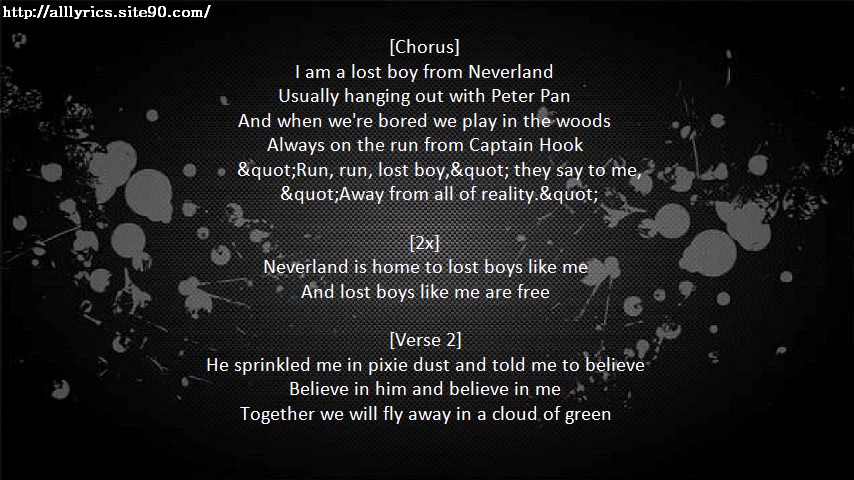 http://alllyrics.site90.com/
[Chorus]
I am a lost boy from Neverland
Usually hanging out with Peter Pan
And when we're bored we play in the woods
Always on the run from Captain Hook
&quot;Run, run, lost boy,&quot; they say to me,
&quot;Away from all of reality.&quot;
[2x]
Neverland is home to lost boys like me
And lost boys like me are free
[Verse 2]
He sprinkled me in pixie dust and told me to believe
Believe in him and believe in me
Together we will fly away in a cloud of green